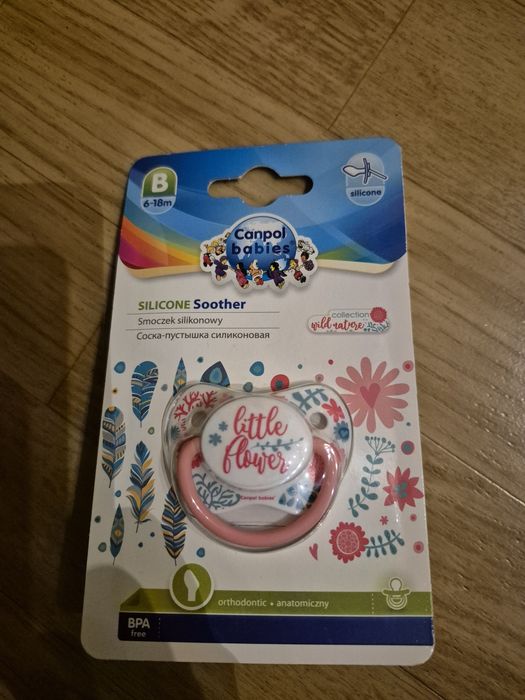 B
6-18m
silicone
Canpol
babies
SILICONE Soother
Smoczek silikonowy
Соска-пустышка силиконовая
collection
wild nature
little
flower
Canpol babies
orthodontic • anatomiczny
BPA
free